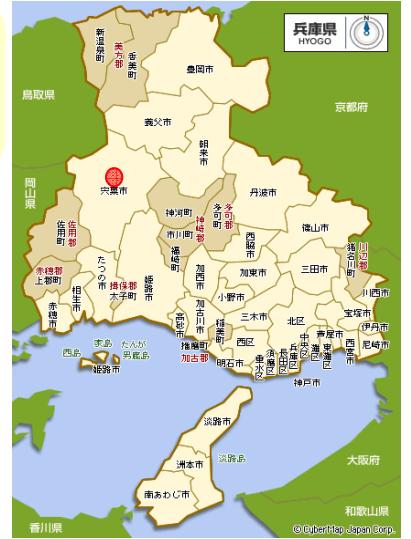 兵庫県
HYOGO
N
鳥取県
京都府
岡山県
大阪府
和歌山県
香川県
新温泉町
美方郡
香美町
豊岡市
養父市
朝来市
宍粟市
丹波市
神河町
神崎郡
多可町
多可郡
市川町
福崎町
西脇市
篠山市
佐用町
佐用郡
赤穂郡
上郡町
赤穂市
相生市
たつの市
揖保郡
太子町
姫路市
加西市
加東市
三田市
猪名川町
川辺郡
川西市
小野市
加古川市
高砂市
稲美町
播磨町
加古郡
三木市
北区
西区
明石市
垂水区
須磨区
長田区
兵庫区
中央区
灘区
東灘区
芦屋市
西宮市
宝塚市
伊丹市
尼崎市
神戸市
西島
家島
たんが
男鹿島
姫路市
淡路市
淡路島
洲本市
南あわじ市
© CyberMap Japan Corp.